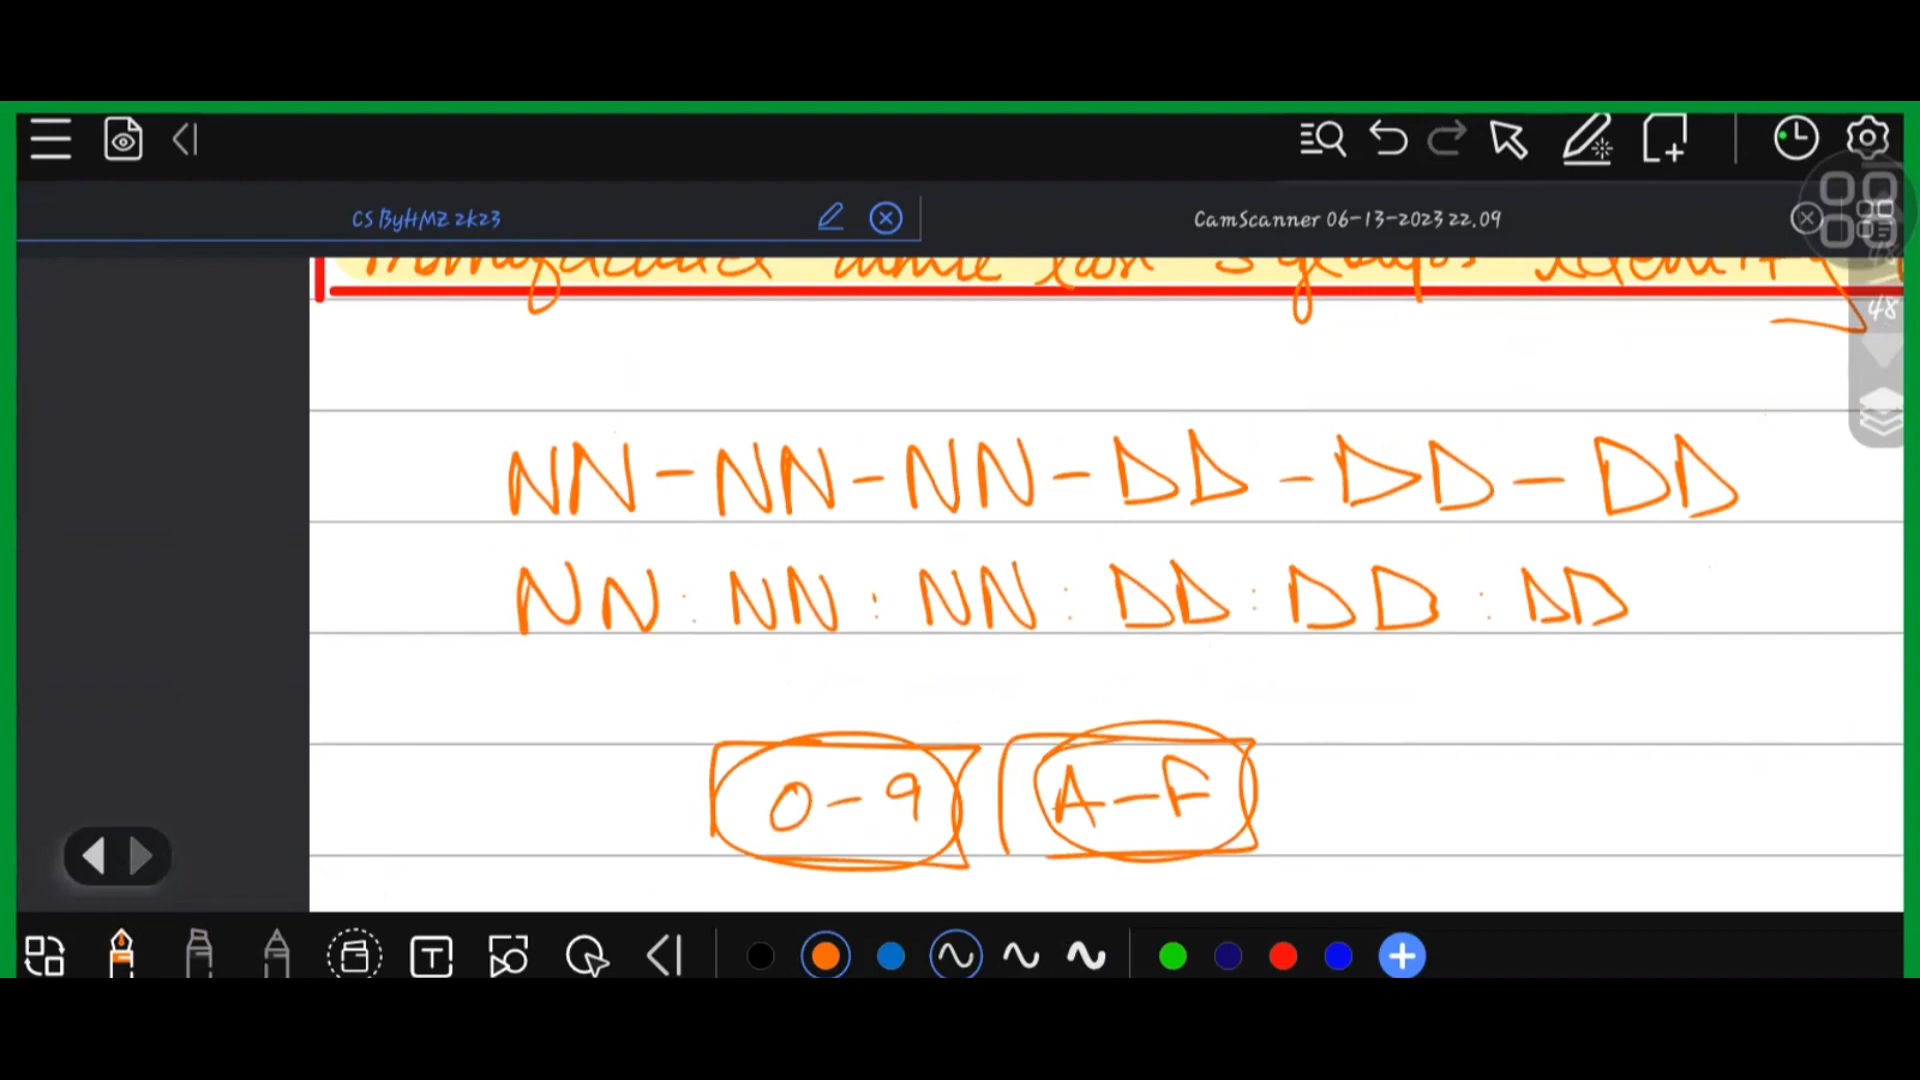 CS ByHMZ 2k23
CamScanner 06-13-2023 22.09
48
NN-NN-NN-DD-DD-DD
NN:NN:NN:DD:DD:DD
0-9 A-F